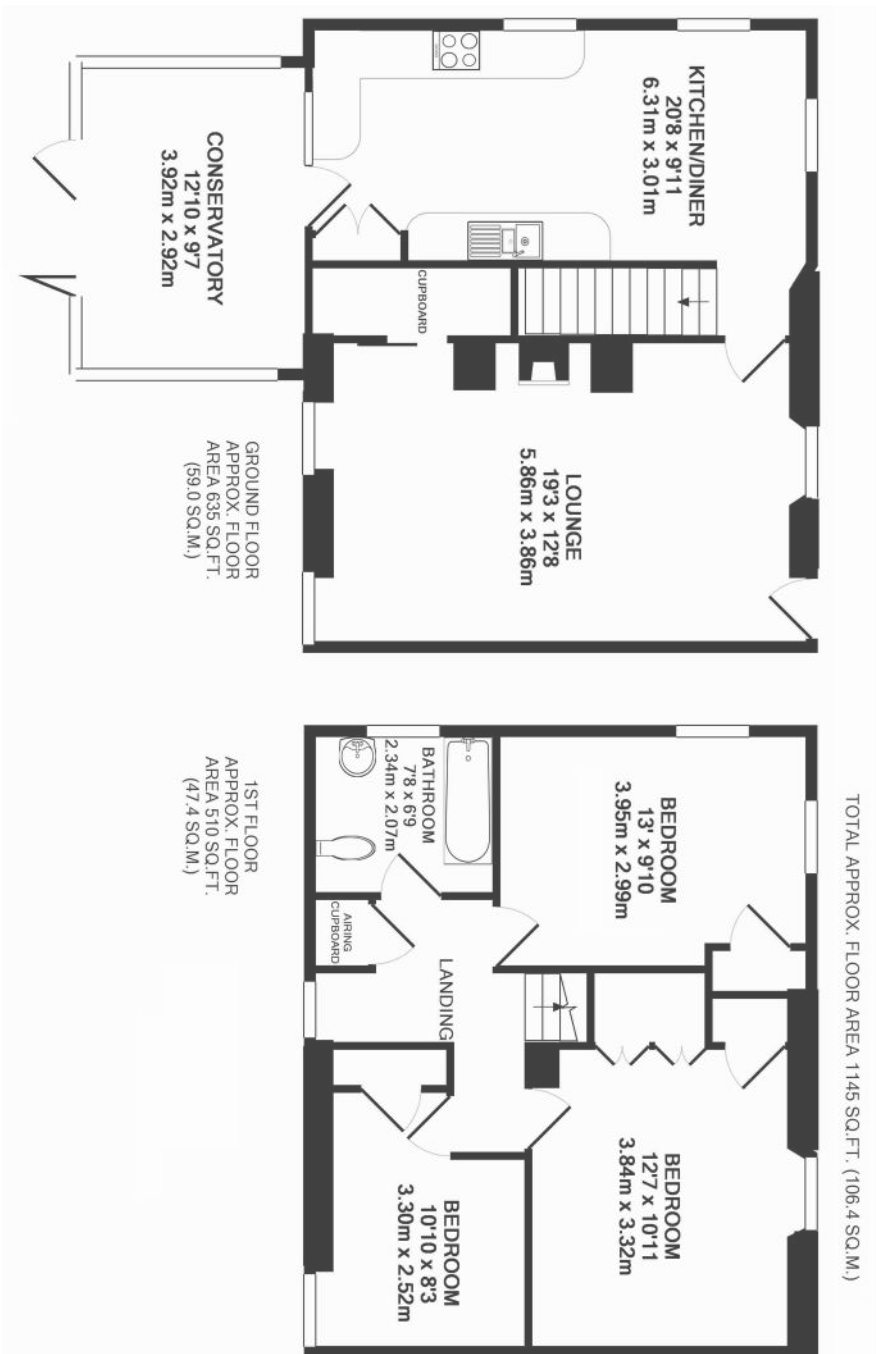 KITCHEN/DINER
20'8 x 9'11
6.31m x 3.01m
CONSERVATORY
12'10 x 9'7
3.92m x 2.92m
CUPBOARD
LOUNGE
19'3 x 12'8
5.86m x 3.86m
GROUND FLOOR
APPROX. FLOOR
AREA 635 SQ.FT.
(59.0 SQ.M.)
BATHROOM
7'8 x 6'9
2.34m x 2.07m
BEDROOM
13' x 9'10
3.95m x 2.99m
AIRING
CUPBOARD
LANDING
BEDROOM
12'7 x 10'11
3.84m x 3.32m
BEDROOM
10'10 x 8'3
3.30m x 2.52m
1ST FLOOR
APPROX. FLOOR
AREA 510 SQ.FT.
(47.4 SQ.M.)
TOTAL APPROX. FLOOR AREA 1145 SQ.FT. (106.4 SQ.M.)